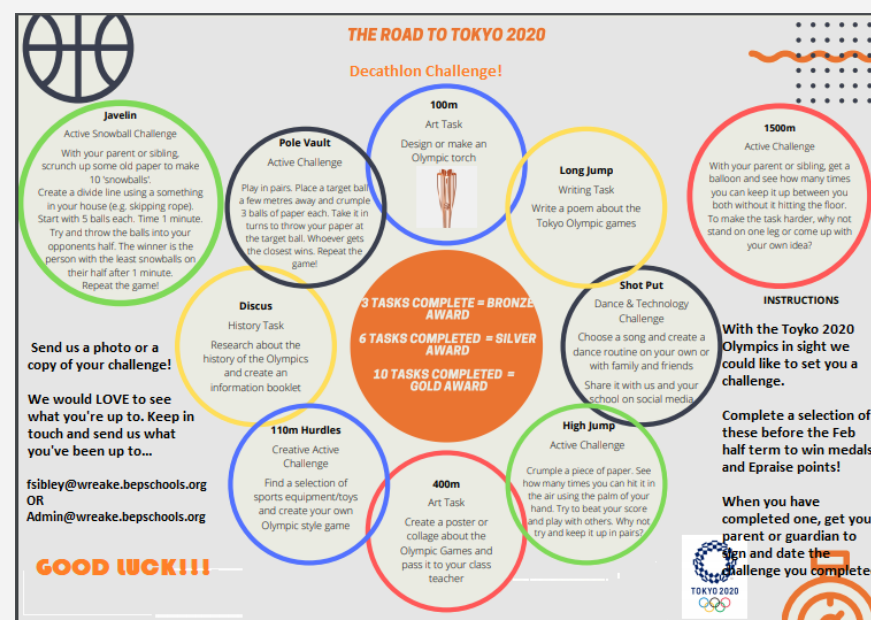 THE ROAD TO TOKYO 2020
Decathlon Challenge!
Javelin
Active Snowball Challenge
With your parent or sibling,
scrunch up some old paper to make
10 'snowballs'.
Create a divide line using a something
in your house (e.g. skipping rope).
Start with 5 balls each. Time 1 minute.
Try and throw the balls into your
opponents half. The winner is the
person with the least snowballs on
their half after 1 minute.
Repeat the game!
Pole Vault
Active Challenge
Play in pairs. Place a target ball
a few metres away and crumple
3 balls of paper each. Take it in
turns to throw your paper at
the target ball. Whoever gets
the closest wins. Repeat the
game!
100m
Art Task
Design or make an
Olympic torch
Long Jump
Writing Task
Write a poem about the
Tokyo Olympic games
1500m
Active Challenge
With your parent or sibling, get a
balloon and see how many times
you can keep it up between you
both without it hitting the floor.
To make the task harder, why not
stand on one leg or come up with
your own idea?
Discus
History Task
Research about the
history of the Olympics
and create an
information booklet
3 TASKS COMPLETE = BRONZE
AWARD
6 TASKS COMPLETED = SILVER
AWARD
10 TASKS COMPLETED =
GOLD AWARD
Shot Put
Dance & Technology
Challenge
Choose a song and create a
dance routine on your own or
with family and friends
Share it with us and your
school on social media
110m Hurdles
Creative Active
Challenge
Find a selection of
sports equipment/toys
and create your own
Olympic style game
400m
Art Task
Create a poster or
collage about the
Olympic Games and
pass it to your class
teacher
High Jump
Active Challenge
Crumple a piece of paper. See
how many times you can hit it in
the air using the palm of your
hand. Try to beat your score
and play with others. Why not
try and keep it up in pairs?
Send us a photo or a
copy of your challenge!
We would LOVE to see
what you're up to. Keep in
touch and send us what
you've been up to...
fsibley@wreake.bepschools.org
OR
Admin@wreake.bepschools.org
GOOD LUCK!!!
INSTRUCTIONS
With the Toyko 2020
Olympics in sight we
could like to set you a
challenge.
Complete a selection of
these before the Feb
half term to win medals
and Epraise points!
When you have
completed one, get you
parent or guardian to
sign and date the
challenge you complete
TOKYO 2020